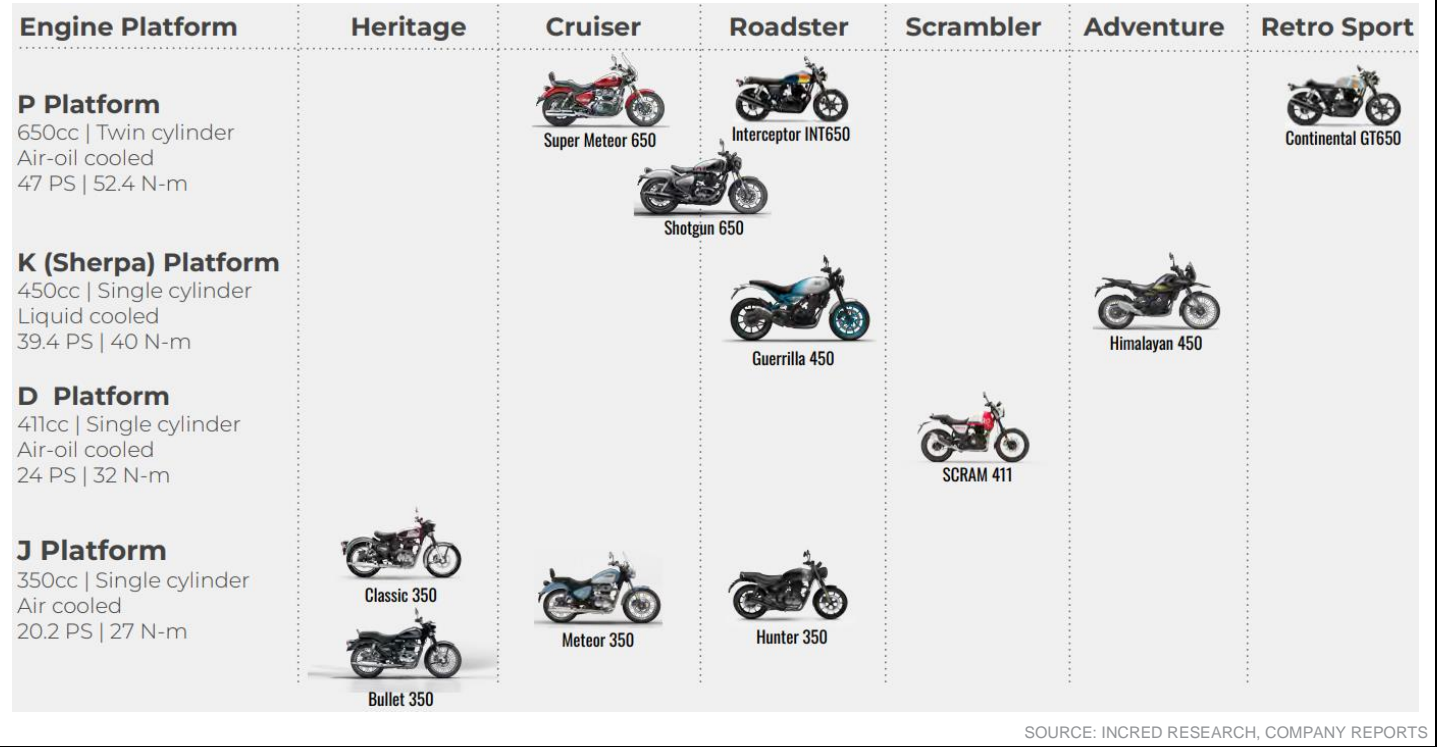 Engine Platform Heritage Cruiser Roadster Scrambler Adventure Retro Sport
P Platform
650cc | Twin cylinder
Air-oil cooled
47 PS | 52.4 N-m
Super Meteor 650
Interceptor INT650
Continental GT650
Shotgun 650
K (Sherpa) Platform
450cc | Single cylinder
Liquid cooled
39.4 PS | 40 N-m
Guerrilla 450
Himalayan 450
D Platform
411cc | Single cylinder
Air-oil cooled
24 PS | 32 N-m
SCRAM 411
J Platform
350cc | Single cylinder
Air cooled
20.2 PS | 27 N-m
Classic 350
Meteor 350
Hunter 350
Bullet 350
SOURCE: INCRED RESEARCH, COMPANY REPORTS